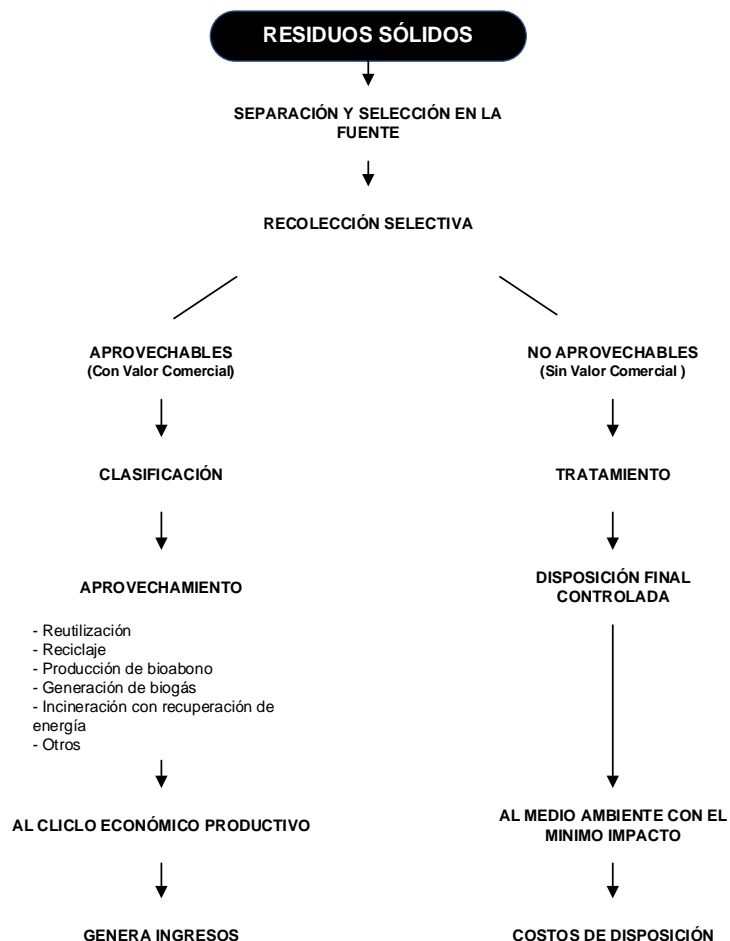 RESIDUOS SÓLIDOS
SEPARACIÓN Y SELECCIÓN EN LA
FUENTE
RECOLECCIÓN SELECTIVA
APROVECHABLES
(Con Valor Comercial)
NO APROVECHABLES
(Sin Valor Comercial )
CLASIFICACIÓN
TRATAMIENTO
APROVECHAMIENTO
DISPOSICIÓN FINAL
CONTROLADA
- Reutilización
- Reciclaje
- Producción de bioabono
- Generación de biogás
- Incineración con recuperación de
energía
- Otros
AL CLICLO ECONÓMICO PRODUCTIVO
AL MEDIO AMBIENTE CON EL
MINIMO IMPACTO
GENERA INGRESOS
COSTOS DE DISPOSICIÓN